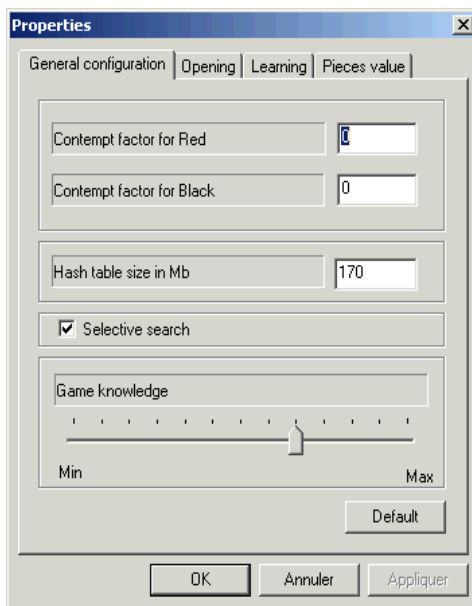 Properties
General configuration Opening Learning Pieces value
Contempt factor for Red 0
Contempt factor for Black 0
Hash table size in Mb 170
Selective search
Game knowledge
Min Max
Default
OK Annuler Appliquer